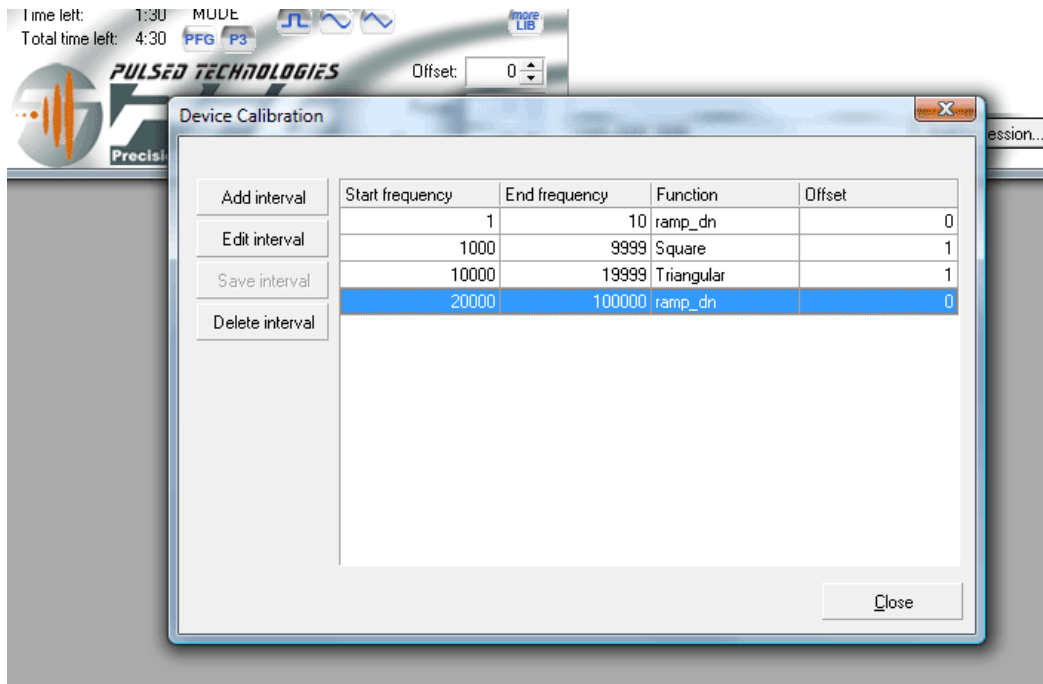 Time left: 1:30 MODE more LIB
Total time left: 4:30 PFG P3
PULSED TECHNOLOGIES Offset: 0
Device Calibration
ession...
Add interval
Edit interval
Save interval
Delete interval
Start frequency End frequency Function Offset
1 10 ramp_dn 0
1000 9999 Square 1
10000 19999 Triangular 1
20000 100000 ramp_dn 0
Close